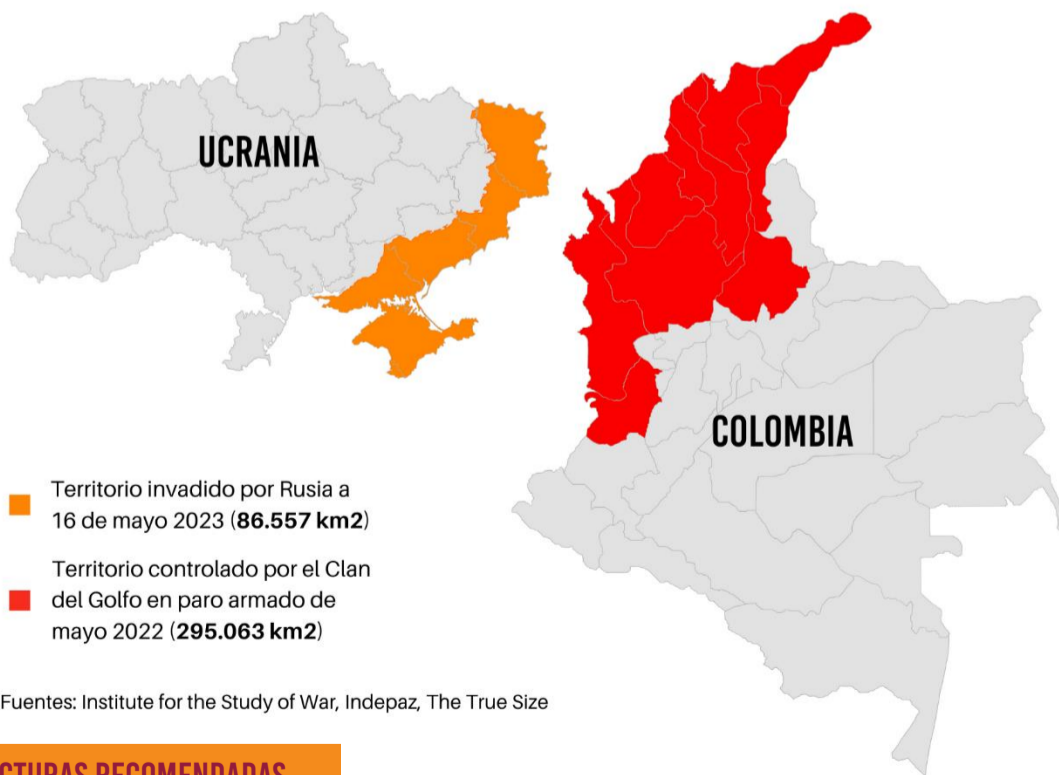 UCRANIA
COLOMBIA
Territorio invadido por Rusia a
16 de mayo 2023 (86.557 km2)
Territorio controlado por el Clan
del Golfo en paro armado de
mayo 2022 (295.063 km2)
Fuentes: Institute for the Study of War, Indepaz, The True Size
CTURAS RECOMENDADAS